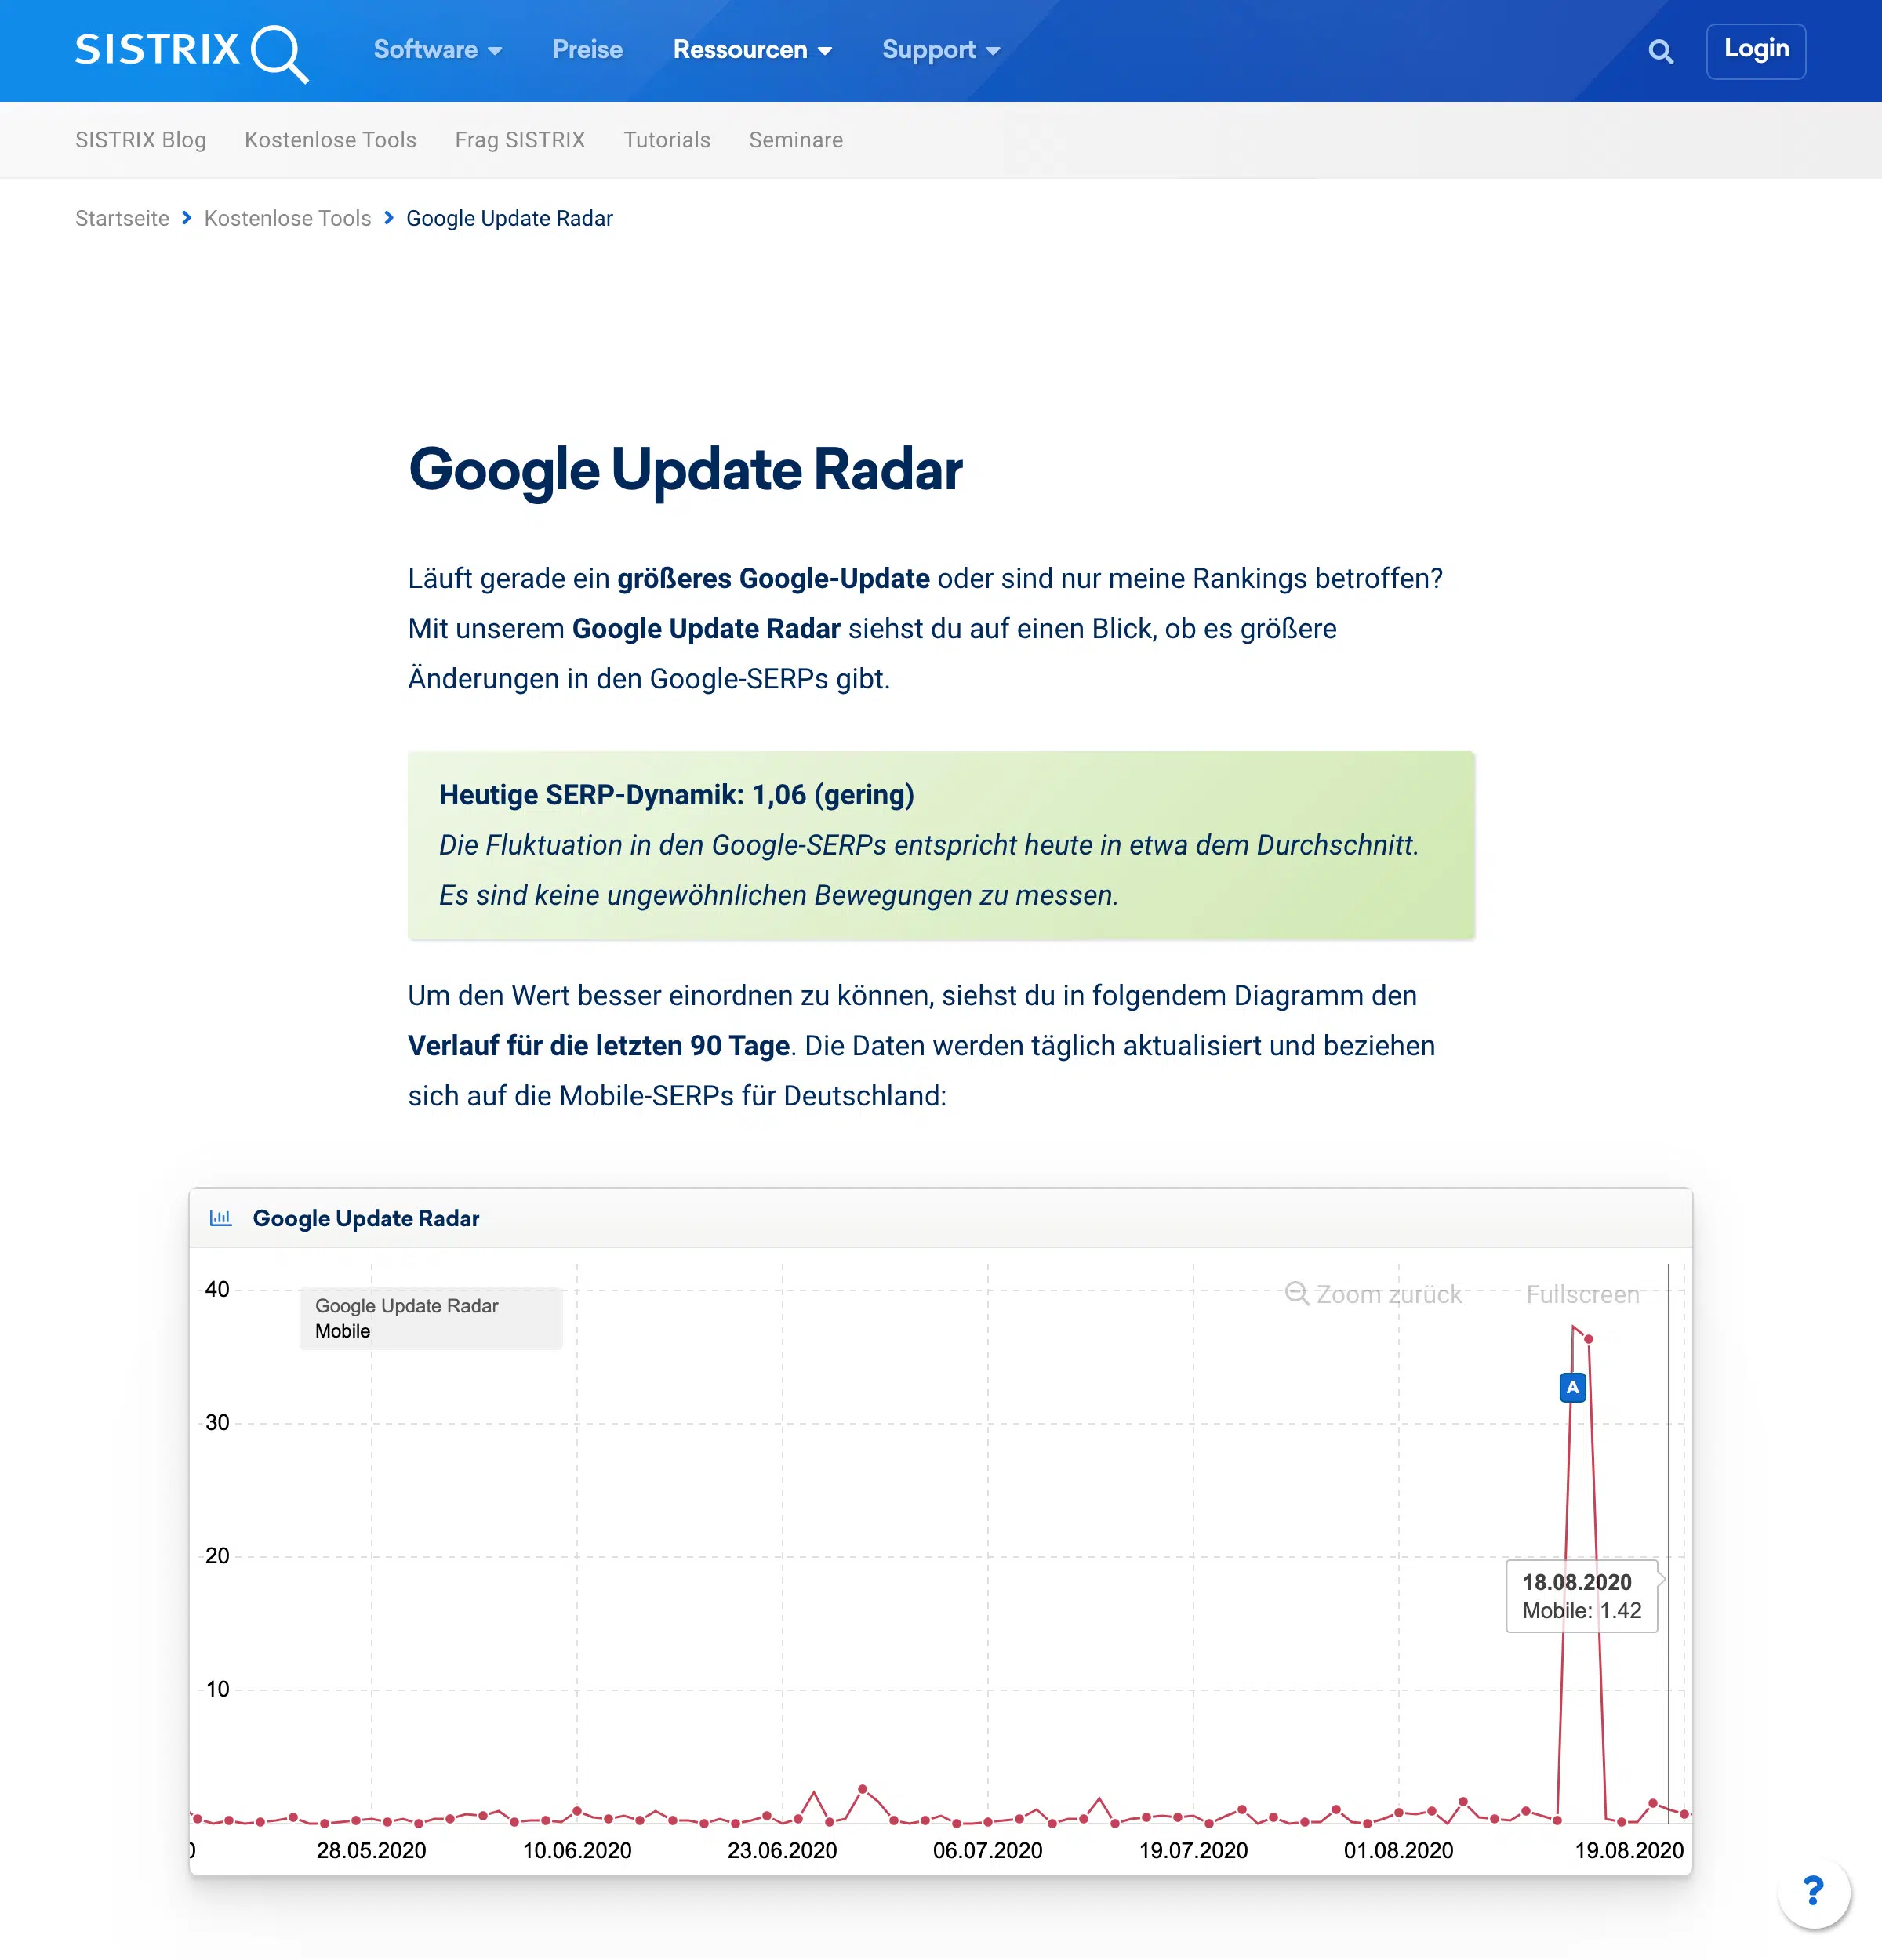 SISTRIX
Software Preise Ressourcen Support Login
SISTRIX Blog Kostenlose Tools Frag SISTRIX Tutorials Seminare
Startseite Kostenlose Tools Google Update Radar
Google Update Radar
Läuft gerade ein größeres Google-Update oder sind nur meine Rankings betroffen?
Mit unserem Google Update Radar siehst du auf einen Blick, ob es größere
Änderungen in den Google-SERPs gibt.
Heutige SERP-Dynamik: 1,06 (gering)
Die Fluktuation in den Google-SERPs entspricht heute in etwa dem Durchschnitt.
Es sind keine ungewöhnlichen Bewegungen zu messen.
Um den Wert besser einordnen zu können, siehst du in folgendem Diagramm den
Verlauf für die letzten 90 Tage. Die Daten werden täglich aktualisiert und beziehen
sich auf die Mobile-SERPs für Deutschland:
Google Update Radar
40
Google Update Radar
Mobile
Zoom zurück Fullscreen
A
30
20
18.08.2020
Mobile: 1.42
10
0 28.05.2020 10.06.2020 23.06.2020 06.07.2020 19.07.2020 01.08.2020 19.08.2020
?